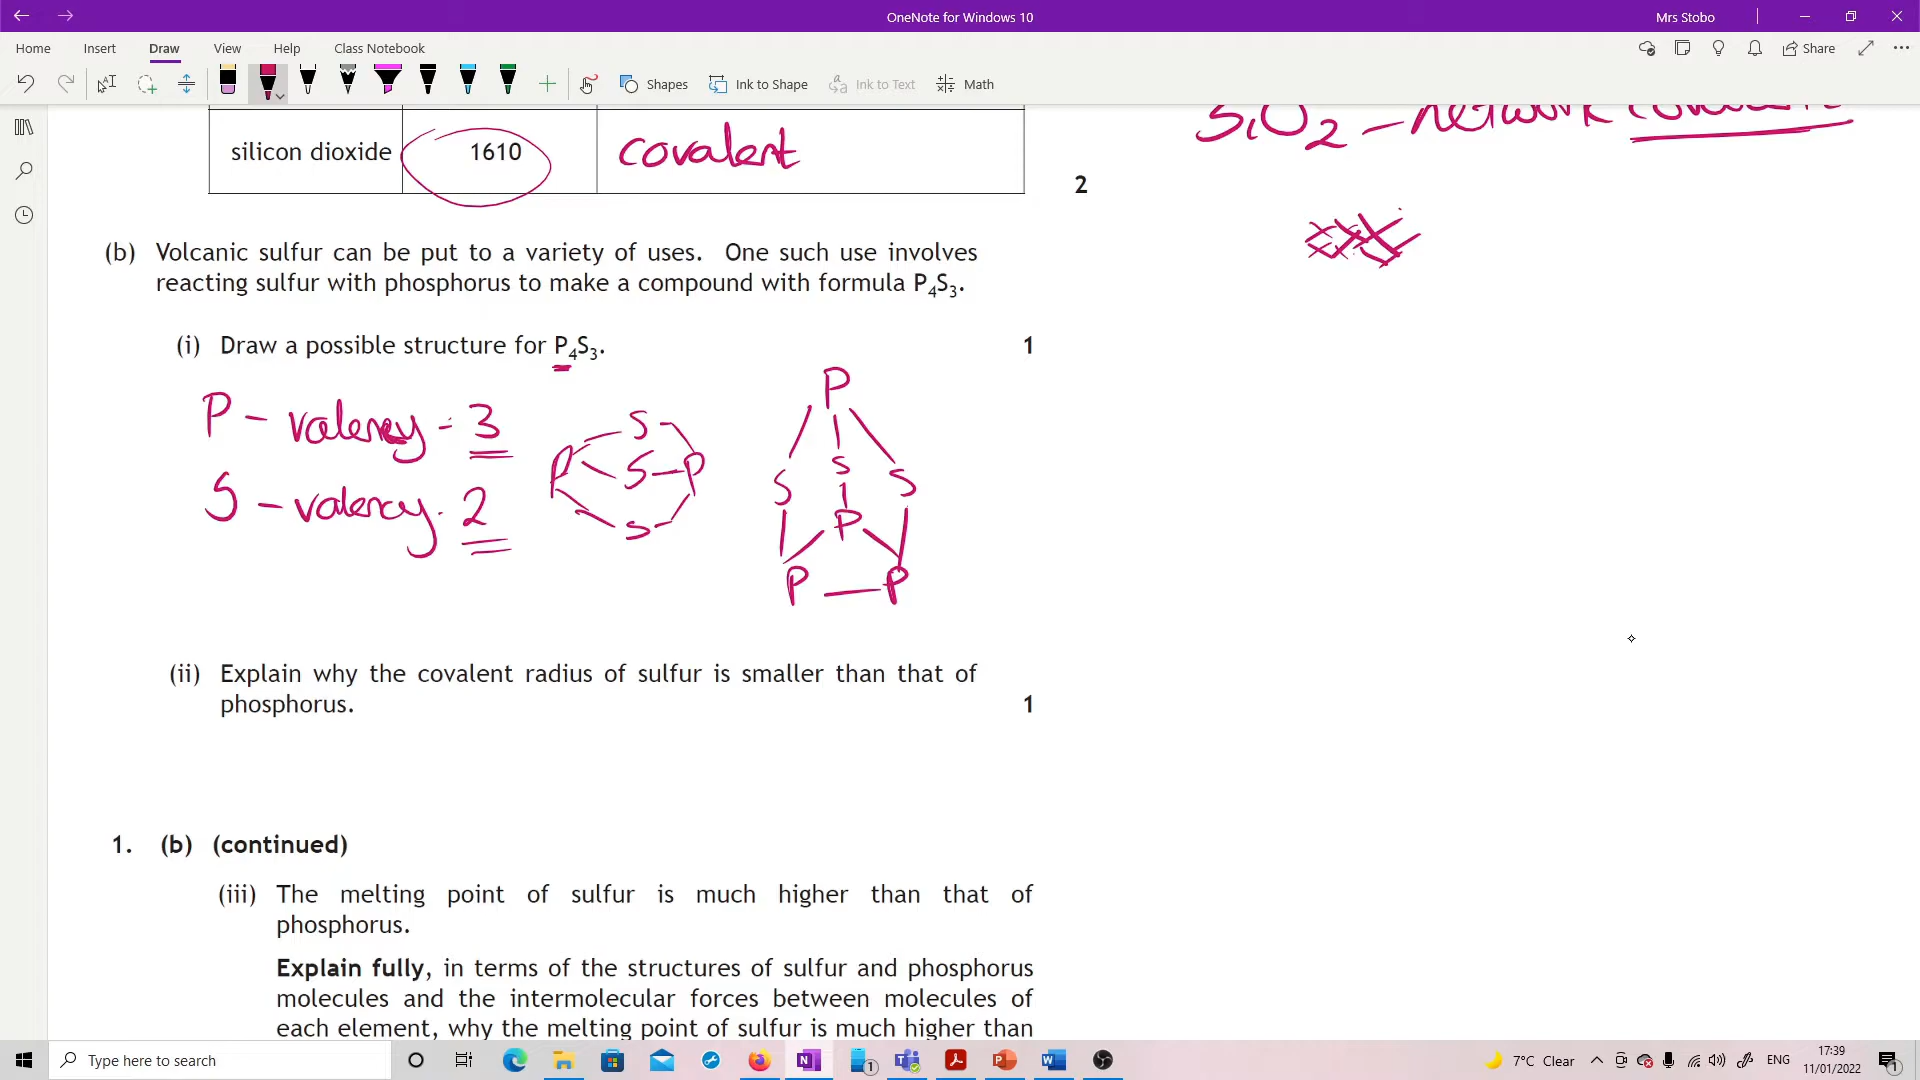 OneNote for Windows 10
Mrs Stobo
Home Insert Draw View Help Class Notebook
Share
Shapes Ink to Shape Ink to Text Math
silicon dioxide 1610 covalent
SiO2 - network covalent
2
(b) Volcanic sulfur can be put to a variety of uses. One such use involves
reacting sulfur with phosphorus to make a compound with formula P4S3.
(i) Draw a possible structure for P4S3. 1
P - valency - 3
S - valency - 2
S
P S - P
S
P
S S S
P
P P
(ii) Explain why the covalent radius of sulfur is smaller than that of
phosphorus. 1
1. (b) (continued)
(iii) The melting point of sulfur is much higher than that of
phosphorus.
Explain fully, in terms of the structures of sulfur and phosphorus
molecules and the intermolecular forces between molecules of
each element, why the melting point of sulfur is much higher than
Type here to search
7°C Clear
ENG
17:39
11/01/2022